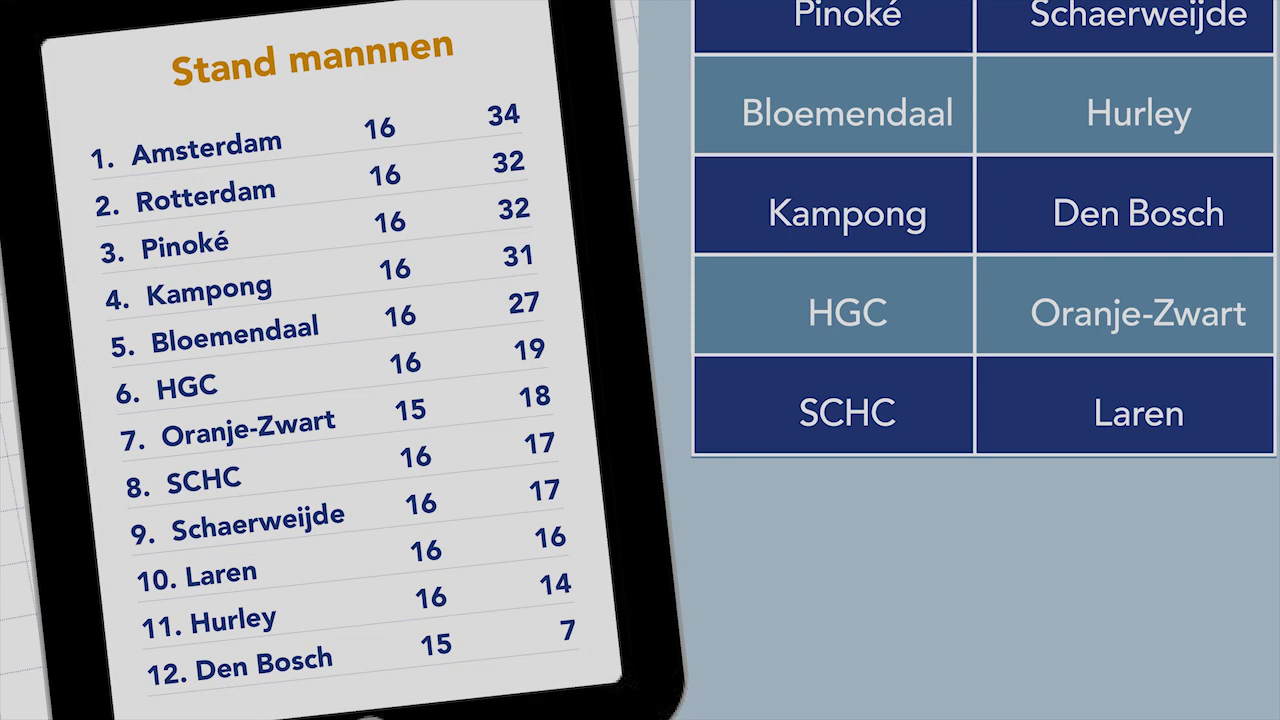 Stand mannnen
1. Amsterdam 16 34
2. Rotterdam 16 32
3. Pinoké 16 32
4. Kampong 16 31
5. Bloemendaal 16 27
6. HGC 16 19
7. Oranje-Zwart 15 18
8. SCHC 16 17
9. Schaerweijde 16 17
10. Laren 16 16
11. Hurley 16 14
12. Den Bosch 15 7
Pinoké Schaerweijde
Bloemendaal Hurley
Kampong Den Bosch
HGC Oranje-Zwart
SCHC Laren